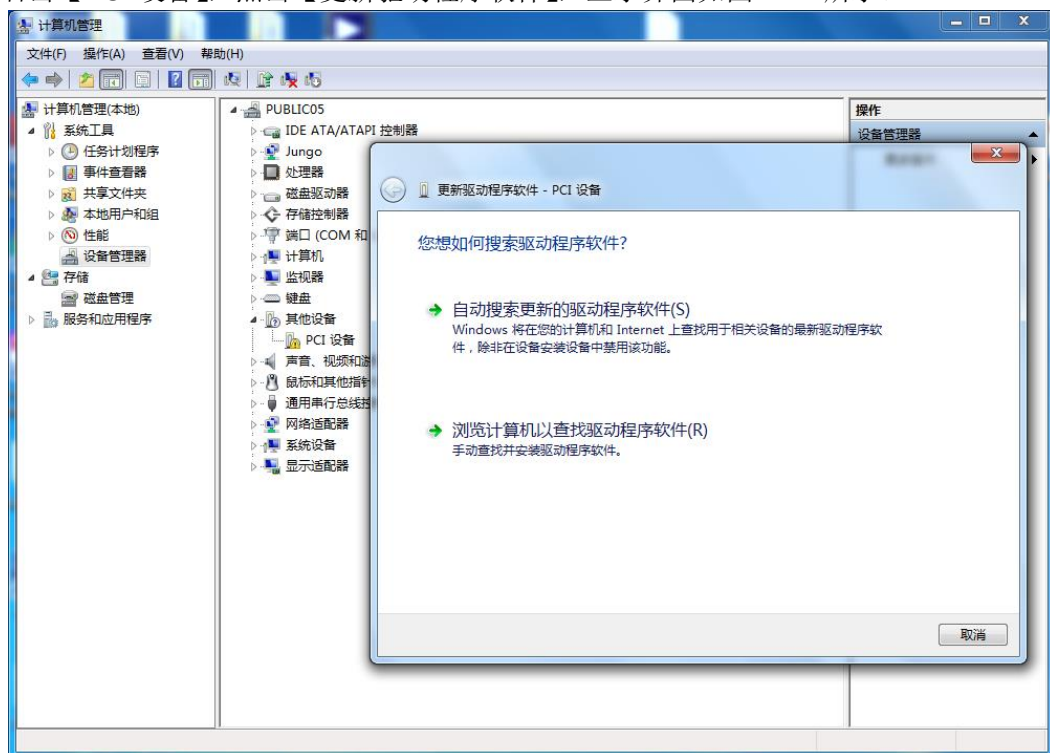 计算机管理
文件(F) 操作(A) 查看(V) 帮助(H)
计算机管理(本地)
系统工具
任务计划程序
事件查看器
共享文件夹
本地用户和组
性能
设备管理器
存储
磁盘管理
服务和应用程序
PUBLIC05
IDE ATA/ATAPI 控制器
Jungo
处理器
磁盘驱动器
存储控制器
端口 (COM 和
计算机
监视器
键盘
其他设备
PCI 设备
声音、视频和游
鼠标和其他指针
通用串行总线控
网络适配器
系统设备
显示适配器
操作
设备管理器
更新驱动程序软件 - PCI 设备
您想如何搜索驱动程序软件?
自动搜索更新的驱动程序软件(S)
Windows 将在您的计算机和 Internet 上查找用于相关设备的最新驱动程序软
件，除非在设备安装设备中禁用该功能。
浏览计算机以查找驱动程序软件(R)
手动查找并安装驱动程序软件。
取消